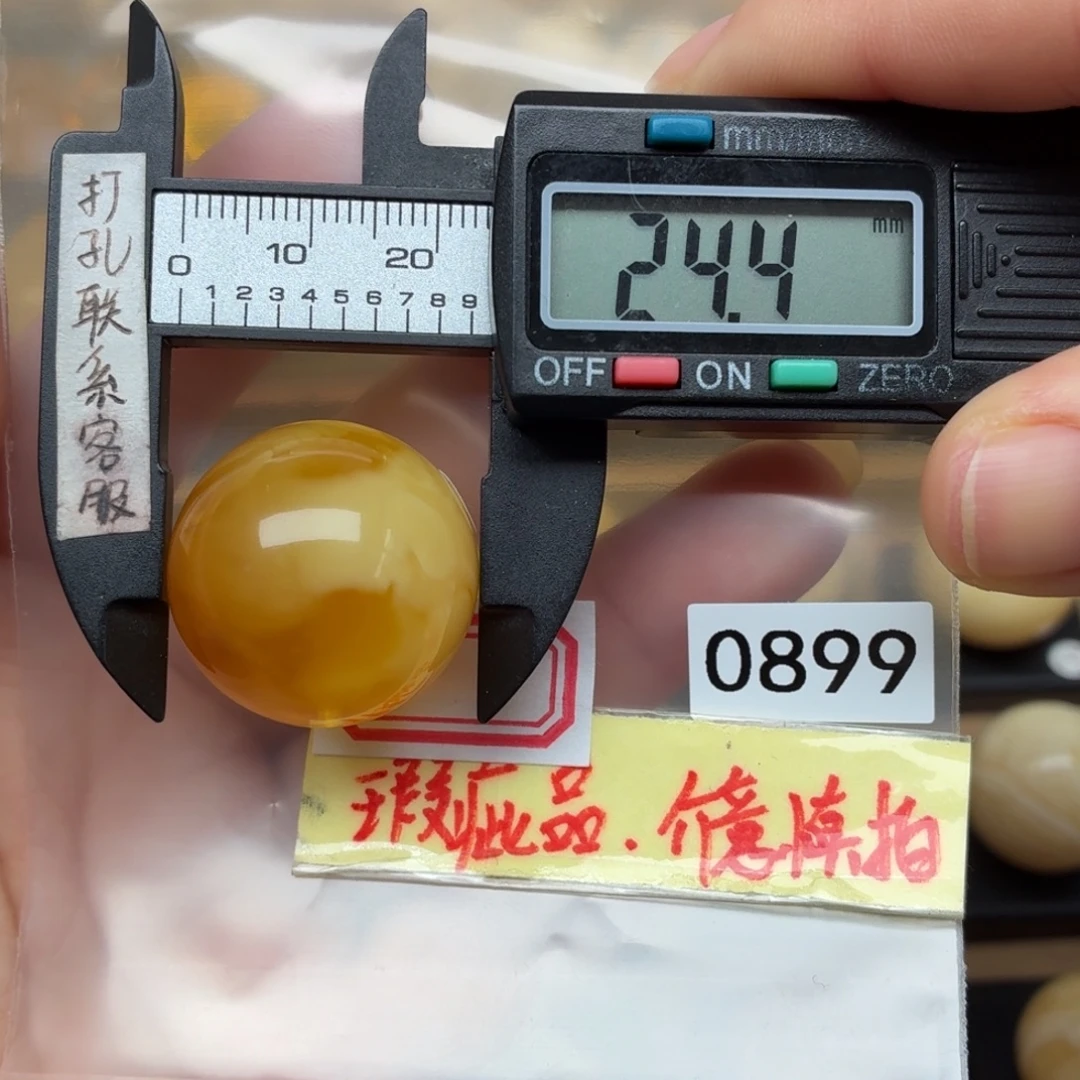 打孔联系客服
mm/inch
24.4 mm
0 10 20
1 2 3 4 5 6 7 8 9
OFF ON ZERO
0899
瑕疵品.介意慎拍